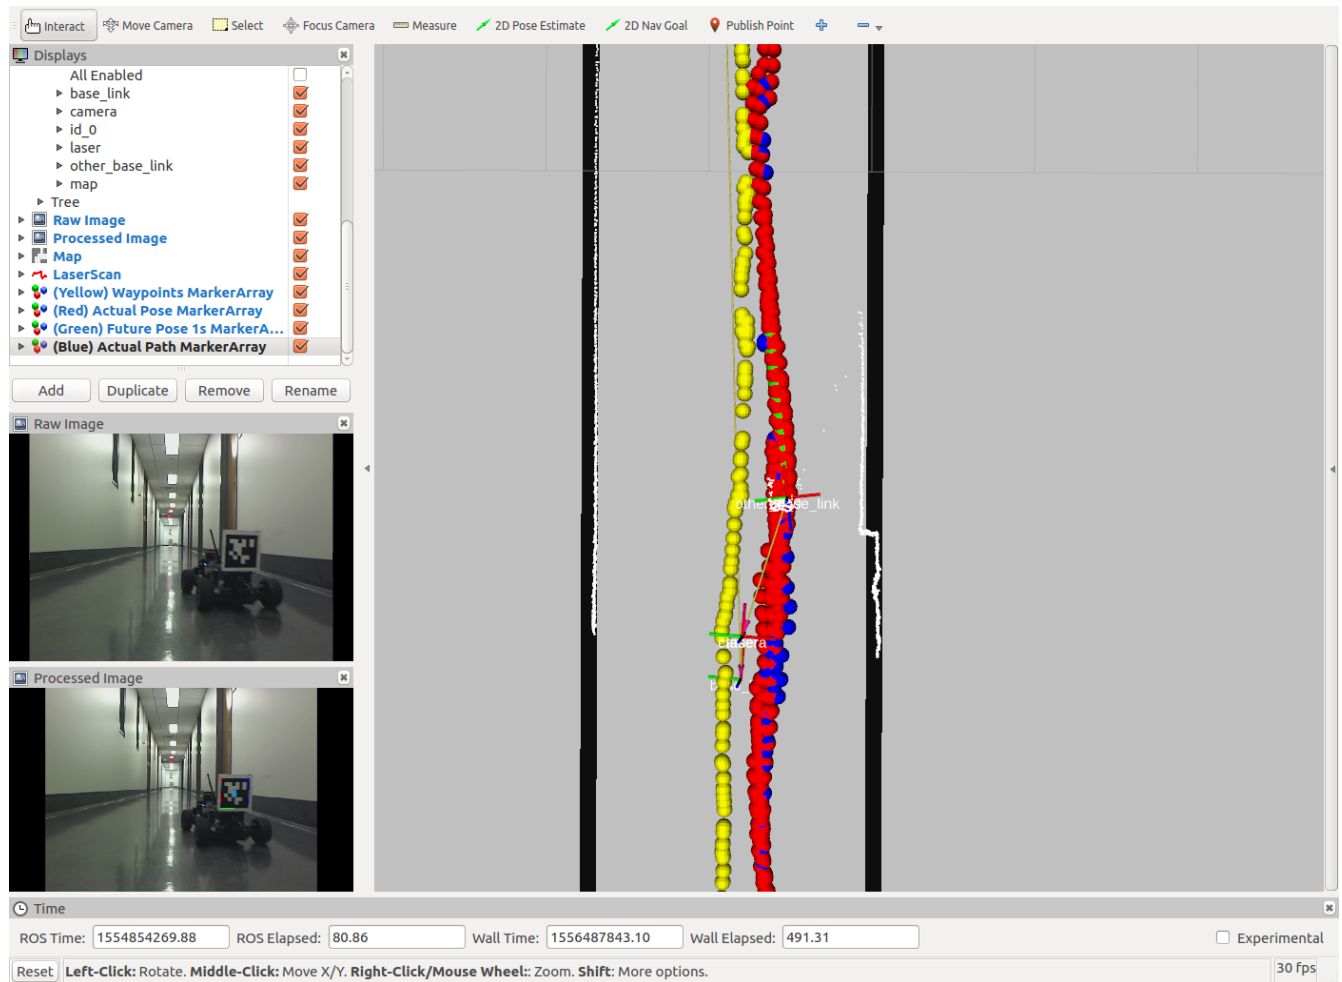 Interact Move Camera Select Focus Camera Measure 2D Pose Estimate 2D Nav Goal Publish Point
Displays
All Enabled
base_link
camera
id_0
laser
other_base_link
map
Tree
Raw Image
Processed Image
Map
LaserScan
(Yellow) Waypoints MarkerArray
(Red) Actual Pose MarkerArray
(Green) Future Pose 1s MarkerA...
(Blue) Actual Path MarkerArray
Add Duplicate Remove Rename
Raw Image
Processed Image
Time
ROS Time: 1554854269.88 ROS Elapsed: 80.86 Wall Time: 1556487843.10 Wall Elapsed: 491.31 Experimental
Reset Left-Click: Rotate. Middle-Click: Move X/Y. Right-Click/Mouse Wheel:: Zoom. Shift: More options. 30 fps